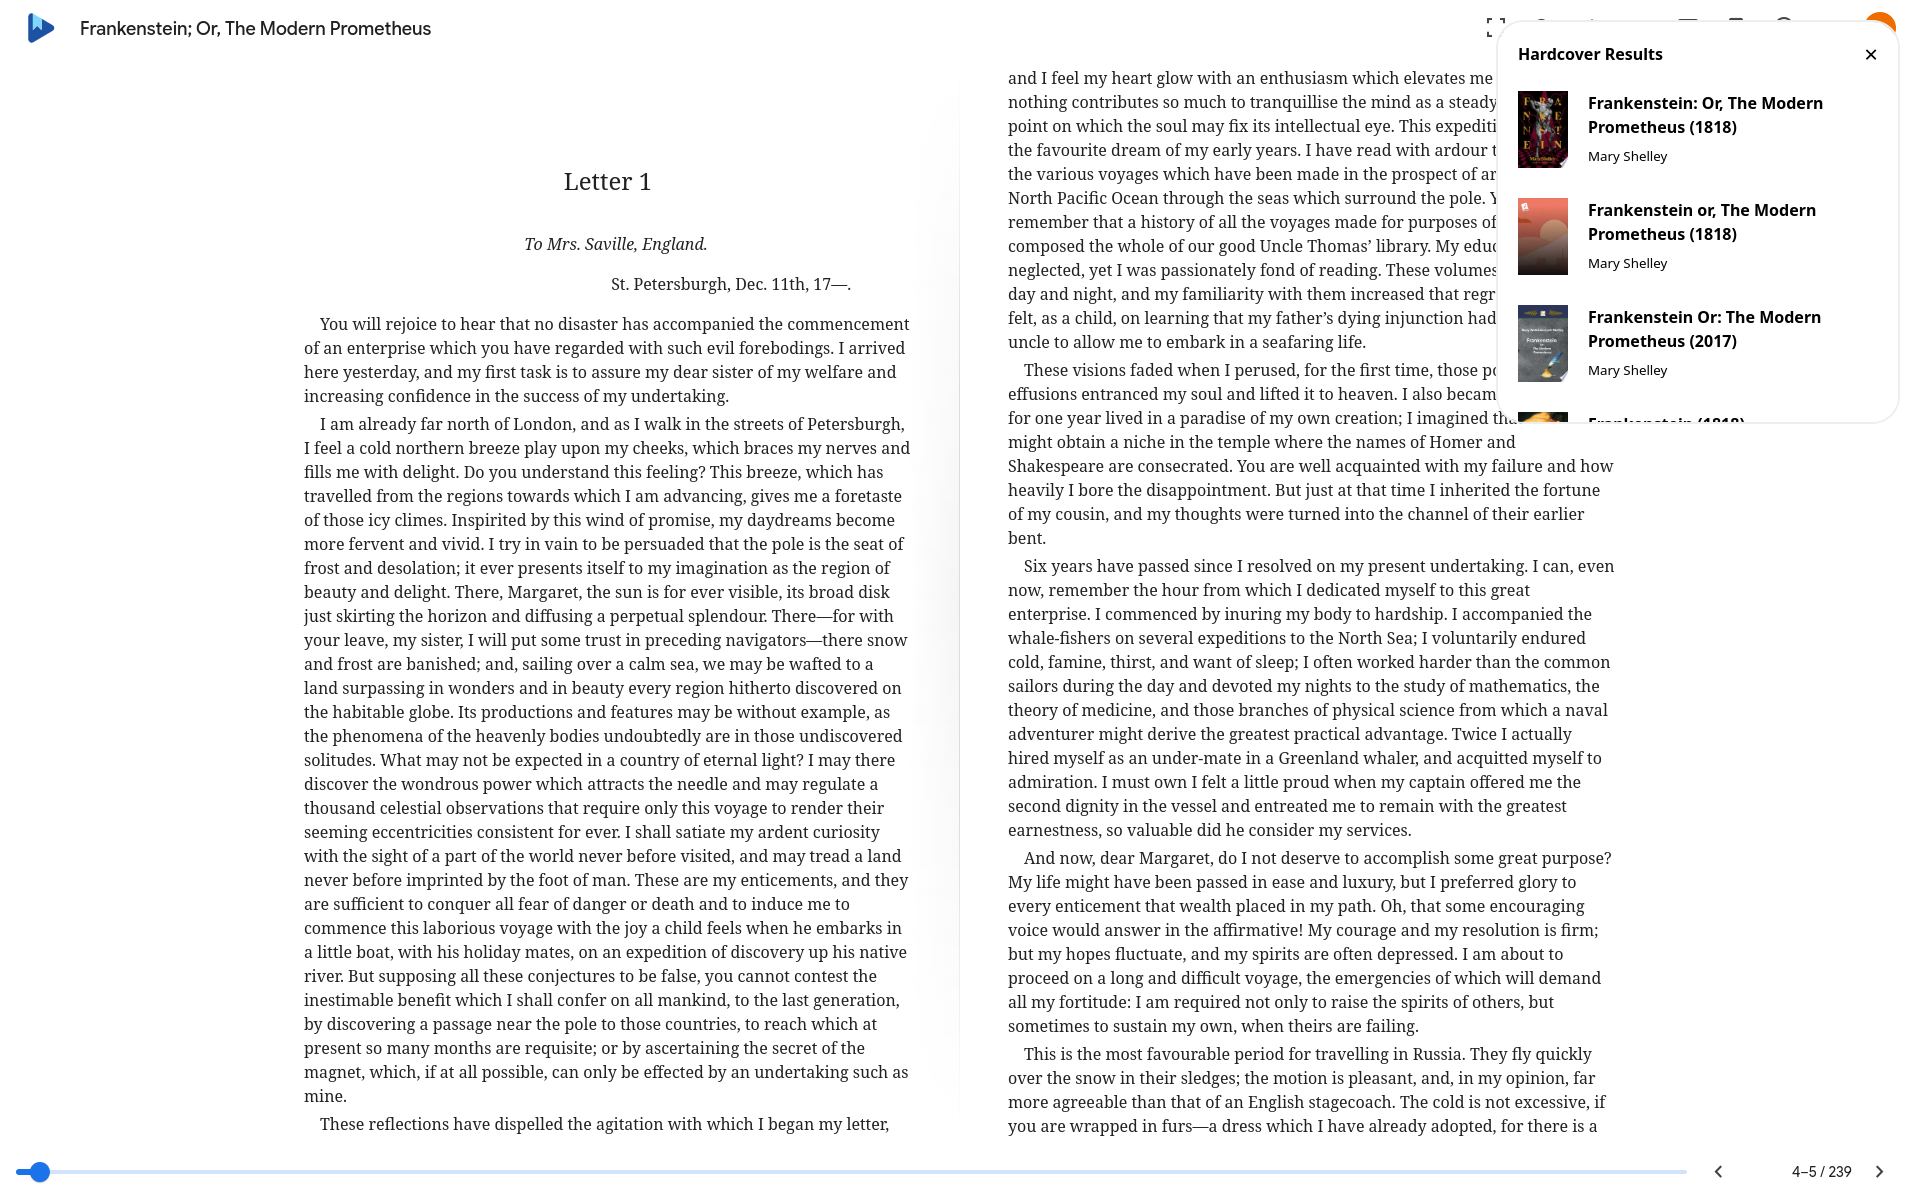 Frankenstein; Or, The Modern Prometheus
Letter 1
To Mrs. Saville, England.
St. Petersburgh, Dec. 11th, 17—.
You will rejoice to hear that no disaster has accompanied the commencement
of an enterprise which you have regarded with such evil forebodings. I arrived
here yesterday, and my first task is to assure my dear sister of my welfare and
increasing confidence in the success of my undertaking.
I am already far north of London, and as I walk in the streets of Petersburgh,
I feel a cold northern breeze play upon my cheeks, which braces my nerves and
fills me with delight. Do you understand this feeling? This breeze, which has
travelled from the regions towards which I am advancing, gives me a foretaste
of those icy climes. Inspirited by this wind of promise, my daydreams become
more fervent and vivid. I try in vain to be persuaded that the pole is the seat of
frost and desolation; it ever presents itself to my imagination as the region of
beauty and delight. There, Margaret, the sun is for ever visible, its broad disk
just skirting the horizon and diffusing a perpetual splendour. There—for with
your leave, my sister, I will put some trust in preceding navigators—there snow
and frost are banished; and, sailing over a calm sea, we may be wafted to a
land surpassing in wonders and in beauty every region hitherto discovered on
the habitable globe. Its productions and features may be without example, as
the phenomena of the heavenly bodies undoubtedly are in those undiscovered
solitudes. What may not be expected in a country of eternal light? I may there
discover the wondrous power which attracts the needle and may regulate a
thousand celestial observations that require only this voyage to render their
seeming eccentricities consistent for ever. I shall satiate my ardent curiosity
with the sight of a part of the world never before visited, and may tread a land
never before imprinted by the foot of man. These are my enticements, and they
are sufficient to conquer all fear of danger or death and to induce me to
commence this laborious voyage with the joy a child feels when he embarks in
a little boat, with his holiday mates, on an expedition of discovery up his native
river. But supposing all these conjectures to be false, you cannot contest the
inestimable benefit which I shall confer on all mankind, to the last generation,
by discovering a passage near the pole to those countries, to reach which at
present so many months are requisite; or by ascertaining the secret of the
magnet, which, if at all possible, can only be effected by an undertaking such as
mine.
These reflections have dispelled the agitation with which I began my letter,
and I feel my heart glow with an enthusiasm which elevates me
nothing contributes so much to tranquillise the mind as a steady
point on which the soul may fix its intellectual eye. This expediti
the favourite dream of my early years. I have read with ardour t
the various voyages which have been made in the prospect of ar
North Pacific Ocean through the seas which surround the pole. Y
remember that a history of all the voyages made for purposes of
composed the whole of our good Uncle Thomas’ library. My educ
neglected, yet I was passionately fond of reading. These volumes
day and night, and my familiarity with them increased that regr
felt, as a child, on learning that my father’s dying injunction had
uncle to allow me to embark in a seafaring life.
These visions faded when I perused, for the first time, those po
effusions entranced my soul and lifted it to heaven. I also becam
for one year lived in a paradise of my own creation; I imagined tha
might obtain a niche in the temple where the names of Homer and
Shakespeare are consecrated. You are well acquainted with my failure and how
heavily I bore the disappointment. But just at that time I inherited the fortune
of my cousin, and my thoughts were turned into the channel of their earlier
bent.
Six years have passed since I resolved on my present undertaking. I can, even
now, remember the hour from which I dedicated myself to this great
enterprise. I commenced by inuring my body to hardship. I accompanied the
whale-fishers on several expeditions to the North Sea; I voluntarily endured
cold, famine, thirst, and want of sleep; I often worked harder than the common
sailors during the day and devoted my nights to the study of mathematics, the
theory of medicine, and those branches of physical science from which a naval
adventurer might derive the greatest practical advantage. Twice I actually
hired myself as an under-mate in a Greenland whaler, and acquitted myself to
admiration. I must own I felt a little proud when my captain offered me the
second dignity in the vessel and entreated me to remain with the greatest
earnestness, so valuable did he consider my services.
And now, dear Margaret, do I not deserve to accomplish some great purpose?
My life might have been passed in ease and luxury, but I preferred glory to
every enticement that wealth placed in my path. Oh, that some encouraging
voice would answer in the affirmative! My courage and my resolution is firm;
but my hopes fluctuate, and my spirits are often depressed. I am about to
proceed on a long and difficult voyage, the emergencies of which will demand
all my fortitude: I am required not only to raise the spirits of others, but
sometimes to sustain my own, when theirs are failing.
This is the most favourable period for travelling in Russia. They fly quickly
over the snow in their sledges; the motion is pleasant, and, in my opinion, far
more agreeable than that of an English stagecoach. The cold is not excessive, if
you are wrapped in furs—a dress which I have already adopted, for there is a
Hardcover Results
Frankenstein: Or, The Modern
Prometheus (1818)
Mary Shelley
Frankenstein or, The Modern
Prometheus (1818)
Mary Shelley
Frankenstein Or: The Modern
Prometheus (2017)
Mary Shelley
Frankenstein (1818)
4–5 / 239